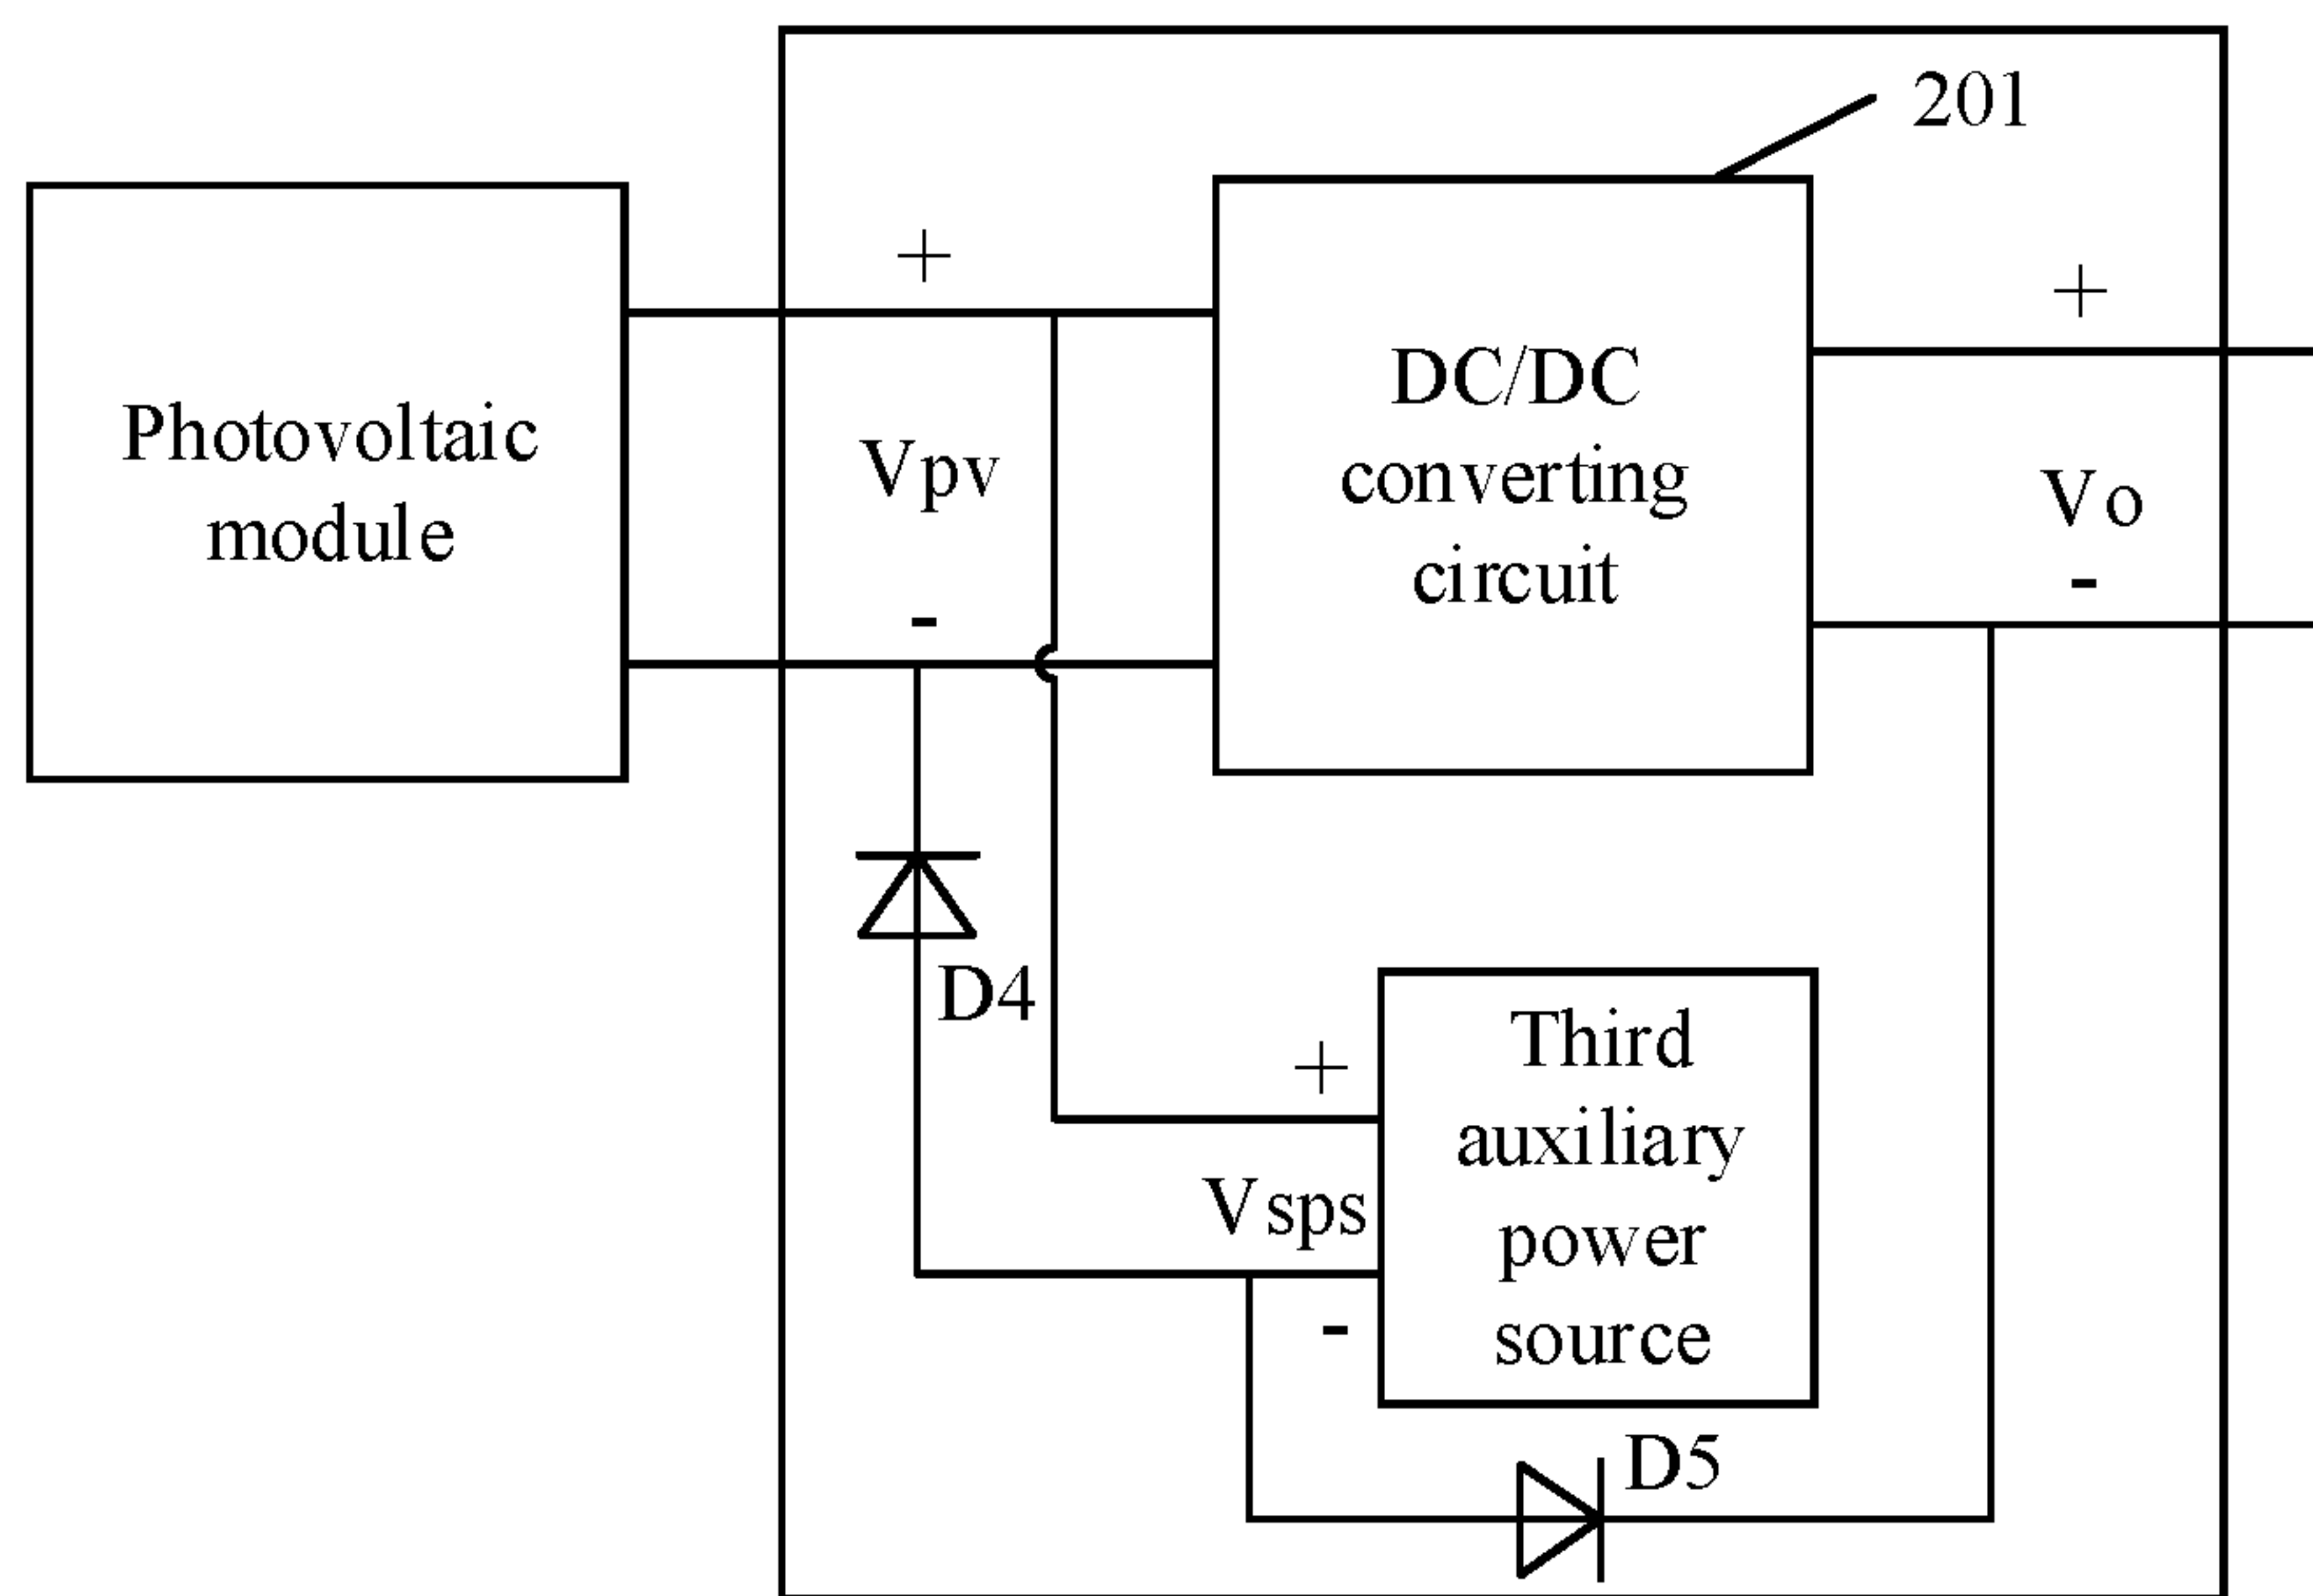 201
+
+
Photovoltaic
module
Vpv
DC/DC
converting
circuit
Vo
-
-
D4
+
Third
auxiliary
power
source
Vsps
-
D5